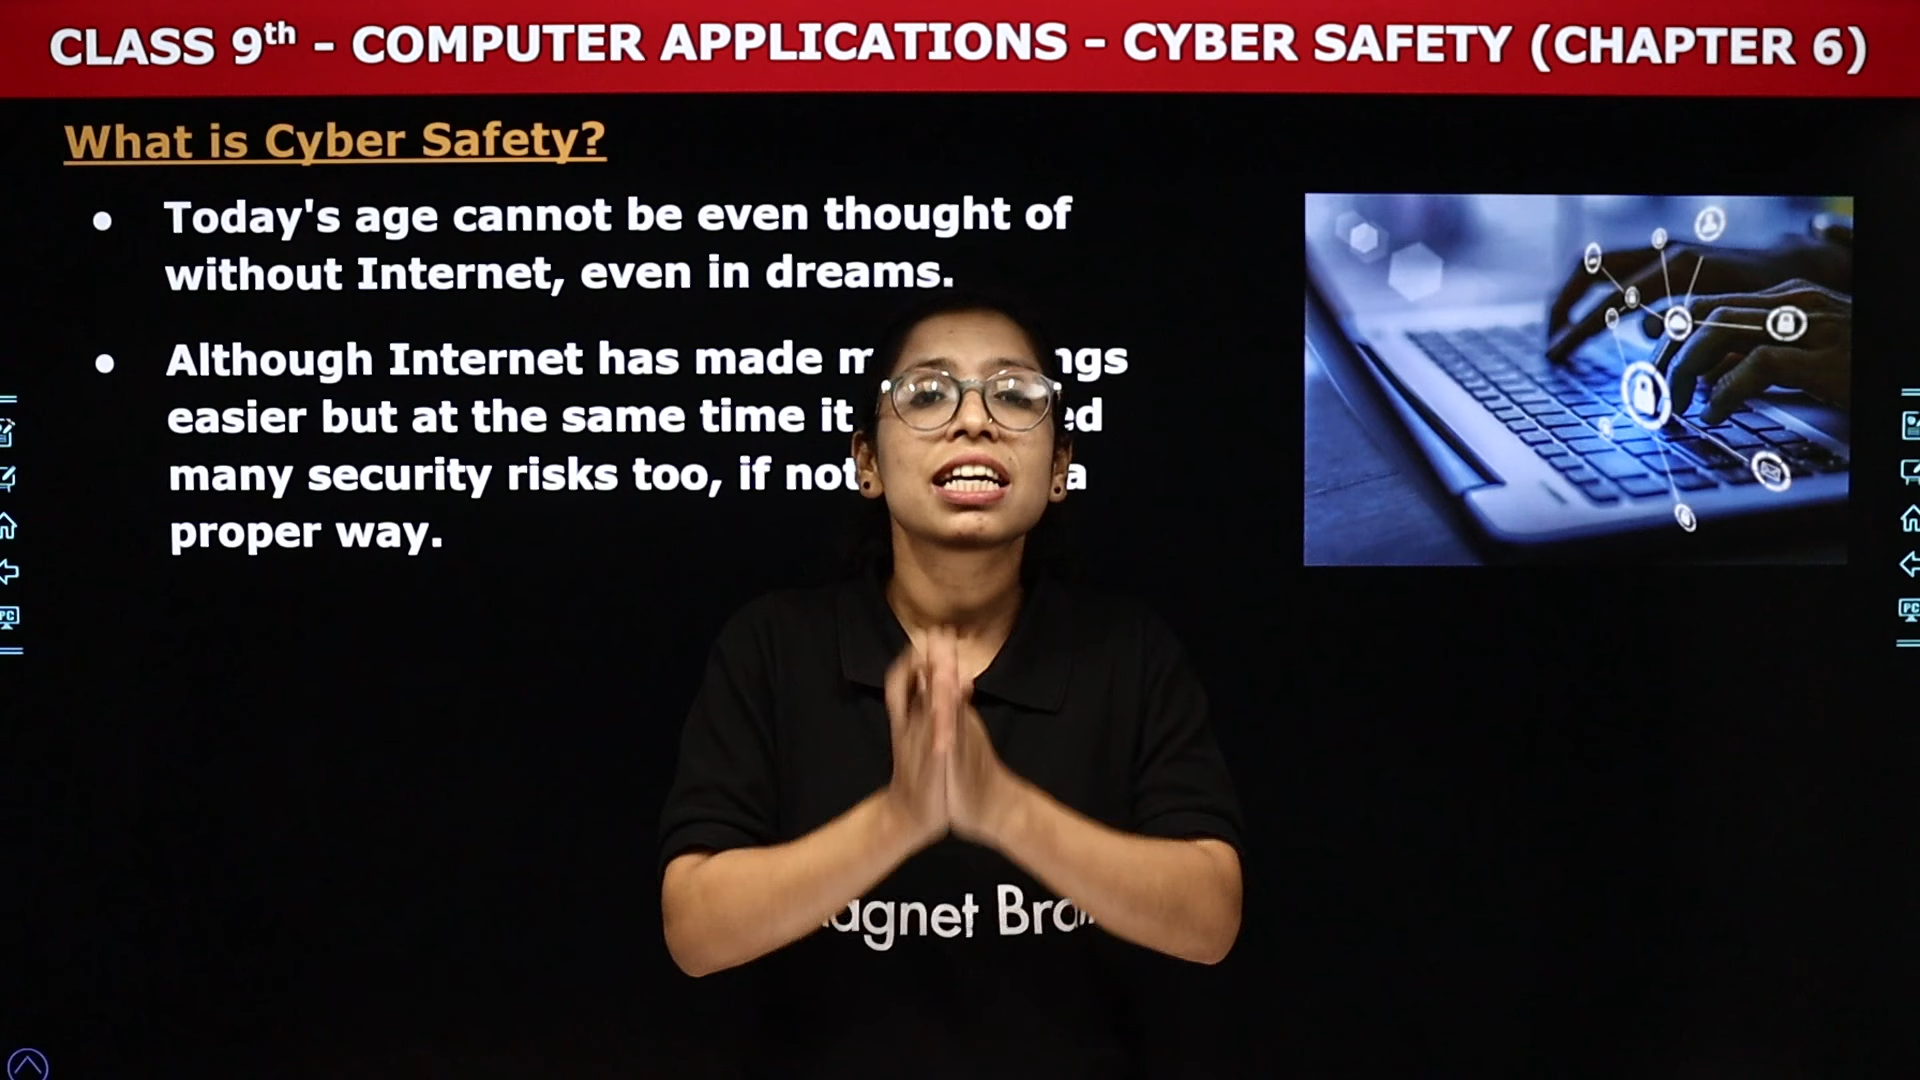 CLASS 9th - COMPUTER APPLICATIONS - CYBER SAFETY (CHAPTER 6)
What is Cyber Safety?
• Today's age cannot be even thought of
without Internet, even in dreams.
• Although Internet has made
easier but at the same time it
many security risks too, if not a
proper way.
PC
PC